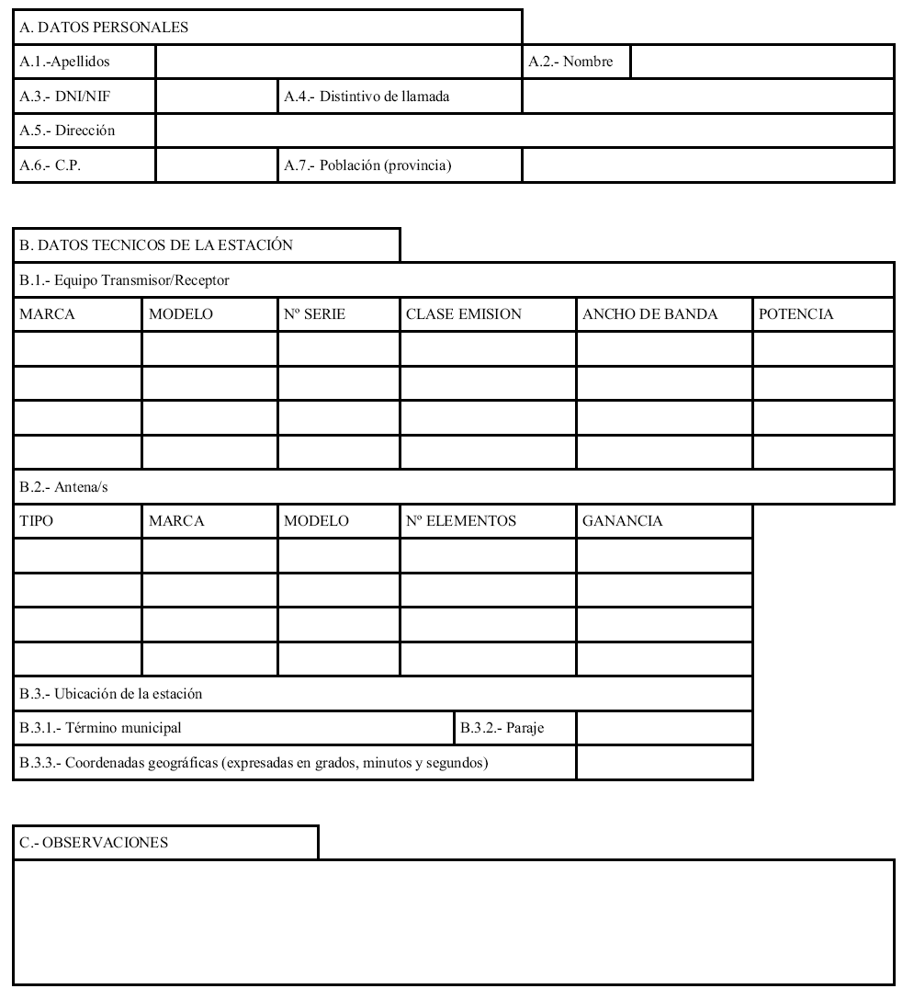 A. DATOS PERSONALES
A.1.-Apellidos A.2.- Nombre
A.3.- DNI/NIF A.4.- Distintivo de llamada
A.5.- Dirección
A.6.- C.P. A.7.- Población (provincia)
B. DATOS TECNICOS DE LA ESTACIÓN
B.1.- Equipo Transmisor/Receptor
MARCA MODELO Nº SERIE CLASE EMISION ANCHO DE BANDA POTENCIA
B.2.- Antena/s
TIPO MARCA MODELO Nº ELEMENTOS GANANCIA
B.3.- Ubicación de la estación
B.3.1.- Término municipal B.3.2.- Paraje
B.3.3.- Coordenadas geográficas (expresadas en grados, minutos y segundos)
C.- OBSERVACIONES